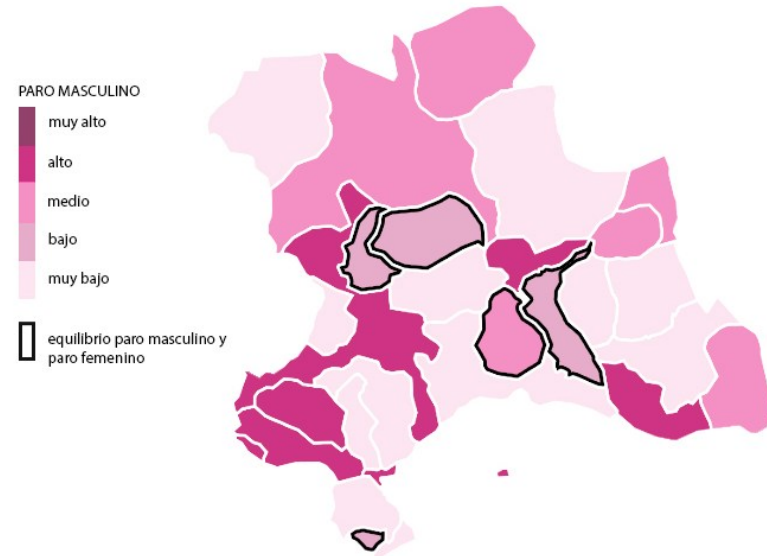 PARO MASCULINO
muy alto
alto
medio
bajo
muy bajo
equilibrio paro masculino y
paro femenino